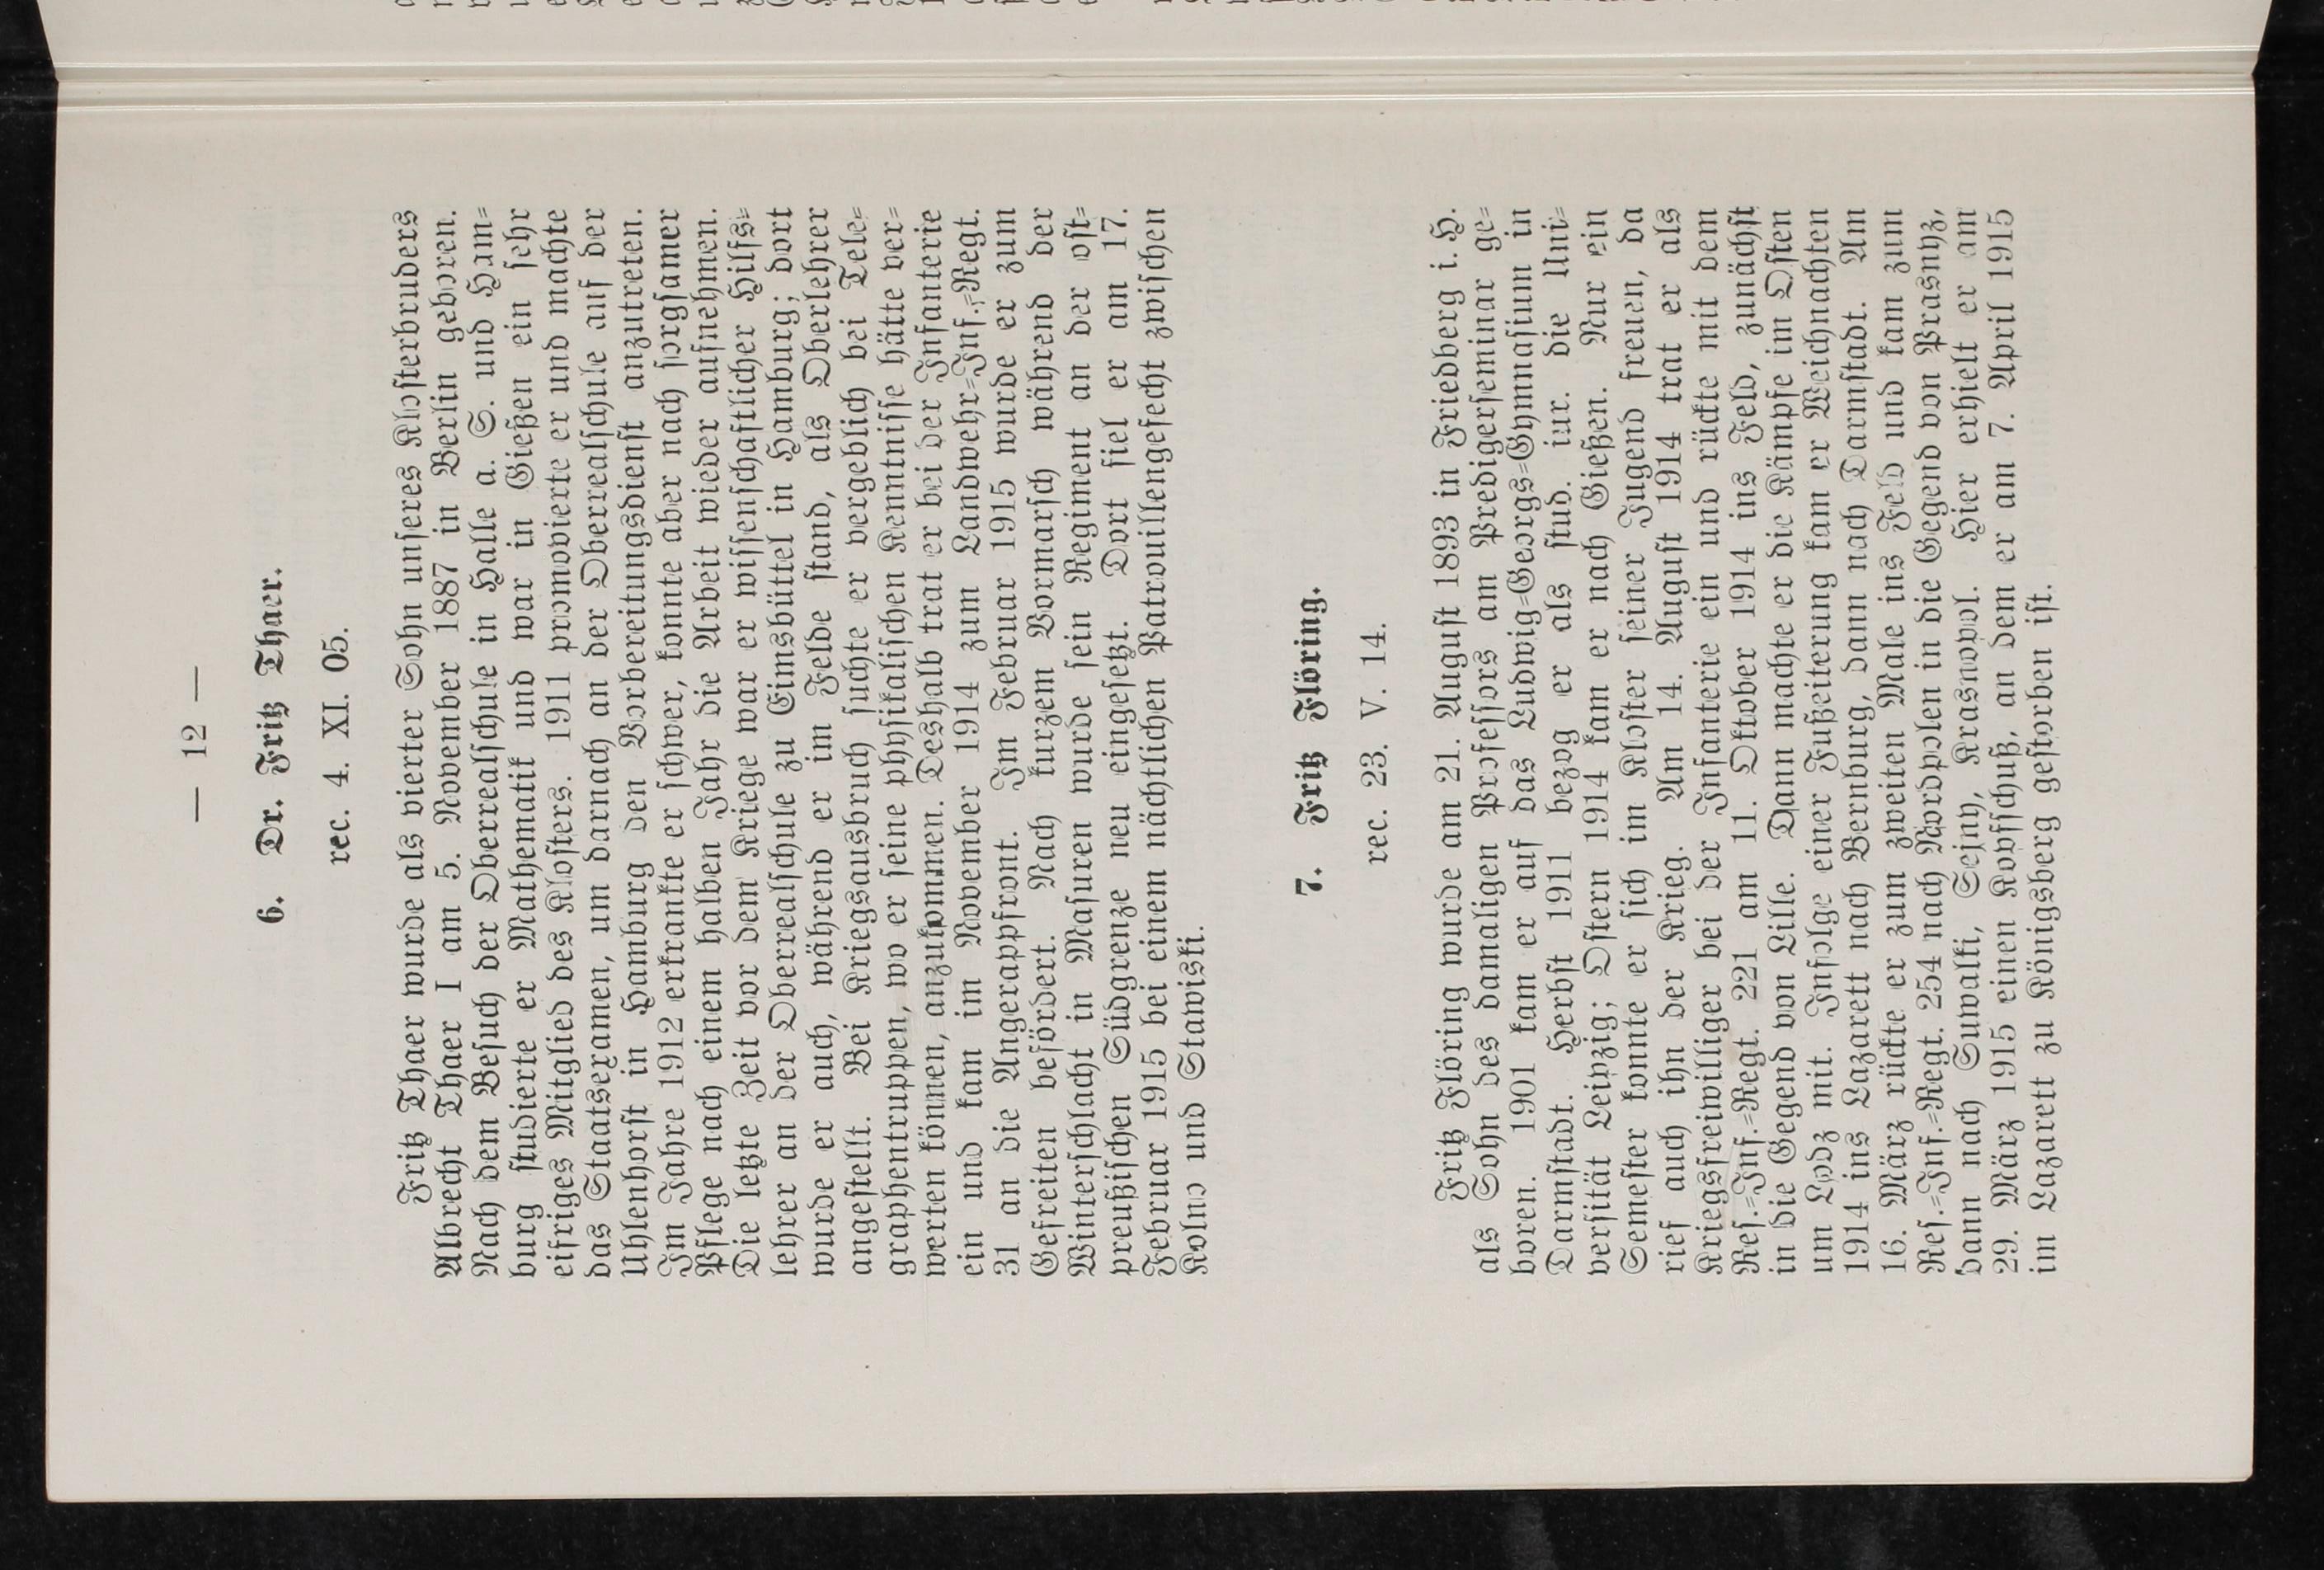 — 12 —
6. Dr. Fritz Thaer.
rec. 4. XI. 05.
Fritz Thaer wurde als vierter Sohn unseres Klosterbruders
Albrecht Thaer I am 5. November 1887 in Berlin geboren.
Nach dem Besuch der Oberrealschule in Halle a. S. und Ham-
burg studierte er Mathematik und war in Gießen ein sehr
eifriges Mitglied des Klosters. 1911 promovierte er und machte
das Staatsexamen, um darnach an der Oberrealschule auf der
Uhlenhorst in Hamburg den Vorbereitungsdienst anzutreten.
Im Jahre 1912 erkrankte er schwer, konnte aber nach sorgsamer
Pflege nach einem halben Jahr die Arbeit wieder aufnehmen.
Die letzte Zeit vor dem Kriege war er wissenschaftlicher Hilfs-
lehrer an der Oberrealschule zu Eimsbüttel in Hamburg; dort
wurde er auch, während er im Felde stand, als Oberlehrer
angestellt. Bei Kriegsausbruch suchte er vergeblich bei Tele-
graphentruppen, wo er seine physikalischen Kenntnisse hätte ver-
werten können, anzukommen. Deshalb trat er bei der Infanterie
ein und kam im November 1914 zum Landwehr-Inf.-Regt.
31 an die Angerappfront. Im Februar 1915 wurde er zum
Gefreiten befördert. Nach kurzem Vormarsch während der
Winterschlacht in Masuren wurde sein Regiment an der ost-
preußischen Südgrenze neu eingesetzt. Dort fiel er am 17.
Februar 1915 bei einem nächtlichen Patrouillengefecht zwischen
Kolno und Stawiski.
7. Fritz Flöring.
rec. 23. V. 14.
Fritz Flöring wurde am 21. August 1893 in Friedberg i. H.
als Sohn des damaligen Professors am Predigerseminar ge-
boren. 1901 kam er auf das Ludwig-Georgs-Gymnasium in
Darmstadt. Herbst 1911 bezog er als stud. iur. die Uni-
versität Leipzig; Ostern 1914 kam er nach Gießen. Nur ein
Semester konnte er sich im Kloster seiner Jugend freuen, da
rief auch ihn der Krieg. Am 14. August 1914 trat er als
Kriegsfreiwilliger bei der Infanterie ein und rückte mit dem
Res.-Inf.-Regt. 221 am 11. Oktober 1914 ins Feld, zunächst
in die Gegend von Lille. Dann machte er die Kämpfe im Osten
um Lodz mit. Infolge einer Fußeiterung kam er Weichnachten
1914 ins Lazarett nach Bernburg, dann nach Darmstadt. Am
16. März rückte er zum zweiten Male ins Feld und kam zum
Res.-Inf.-Regt. 254 nach Nordpolen in die Gegend von Prasnyz,
dann nach Suwalki, Sejny, Krasnopol. Hier erhielt er am
29. März 1915 einen Kopfschuß, an dem er am 7. April 1915
im Lazarett zu Königsberg gestorben ist.